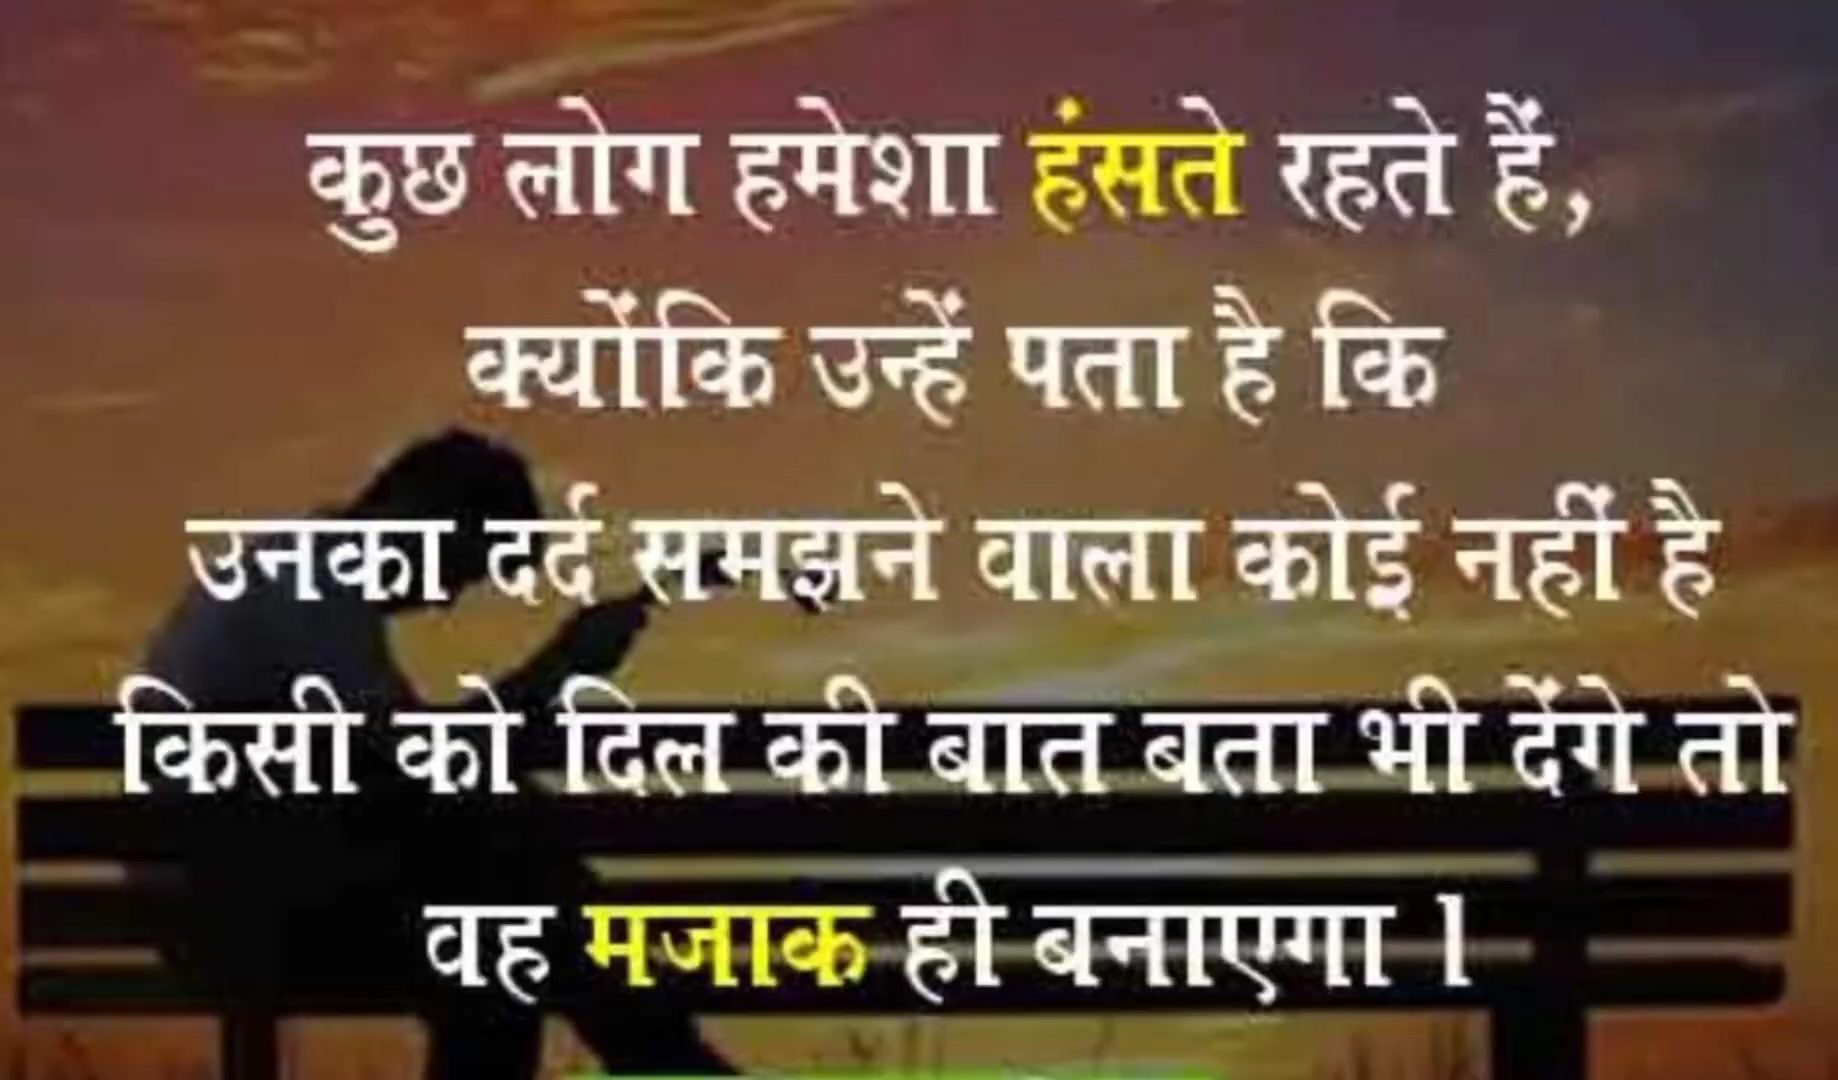 कुछ लोग हमेशा हंसते रहते हैं,
क्योंकि उन्हें पता है कि
उनका दर्द समझने वाला कोई नहीं है
किसी को दिल की बात बता भी देंगे तो
वह मजाक ही बनाएगा ।